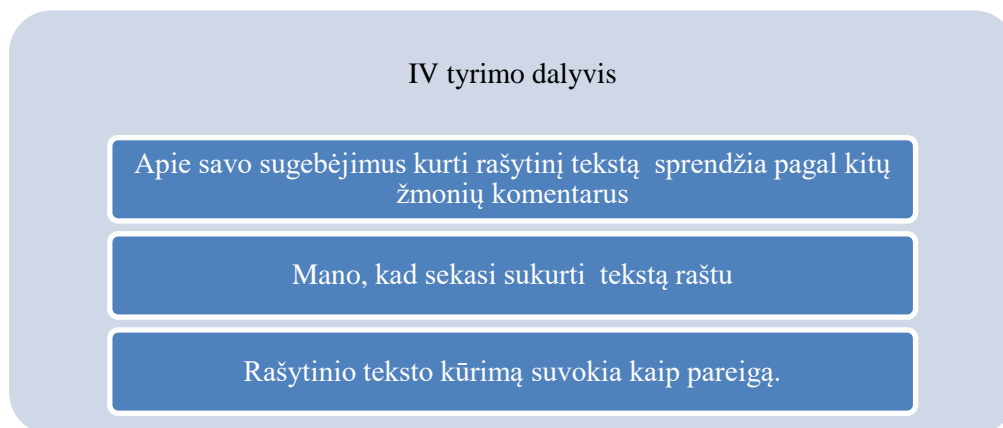 IV tyrimo dalyvis
Apie savo sugebėjimus kurti rašytinį tekstą  sprendžia pagal kitų
žmonių komentarus
Mano, kad sekasi sukurti  tekstą raštu
Rašytinio teksto kūrimą suvokia kaip pareigą.